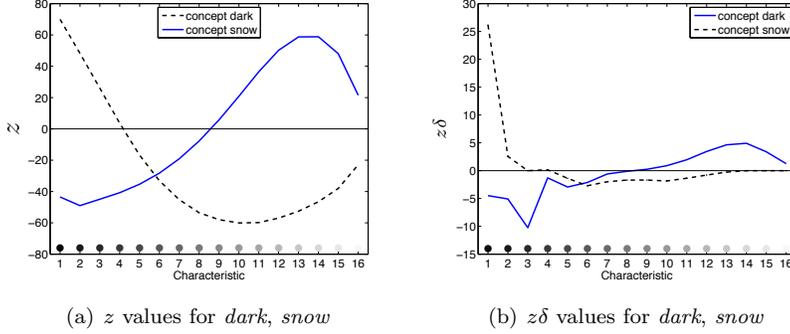 80
60
40
20
0
−20
−40
−60
−80
z
concept dark
concept snow
1 2 3 4 5 6 7 8 9 10 11 12 13 14 15 16
Characteristic
(a) z values for dark, snow
30
25
20
15
10
5
0
−5
−10
−15
zδ
concept dark
concept snow
1 2 3 4 5 6 7 8 9 10 11 12 13 14 15 16
Characteristic
(b) zδ values for dark, snow